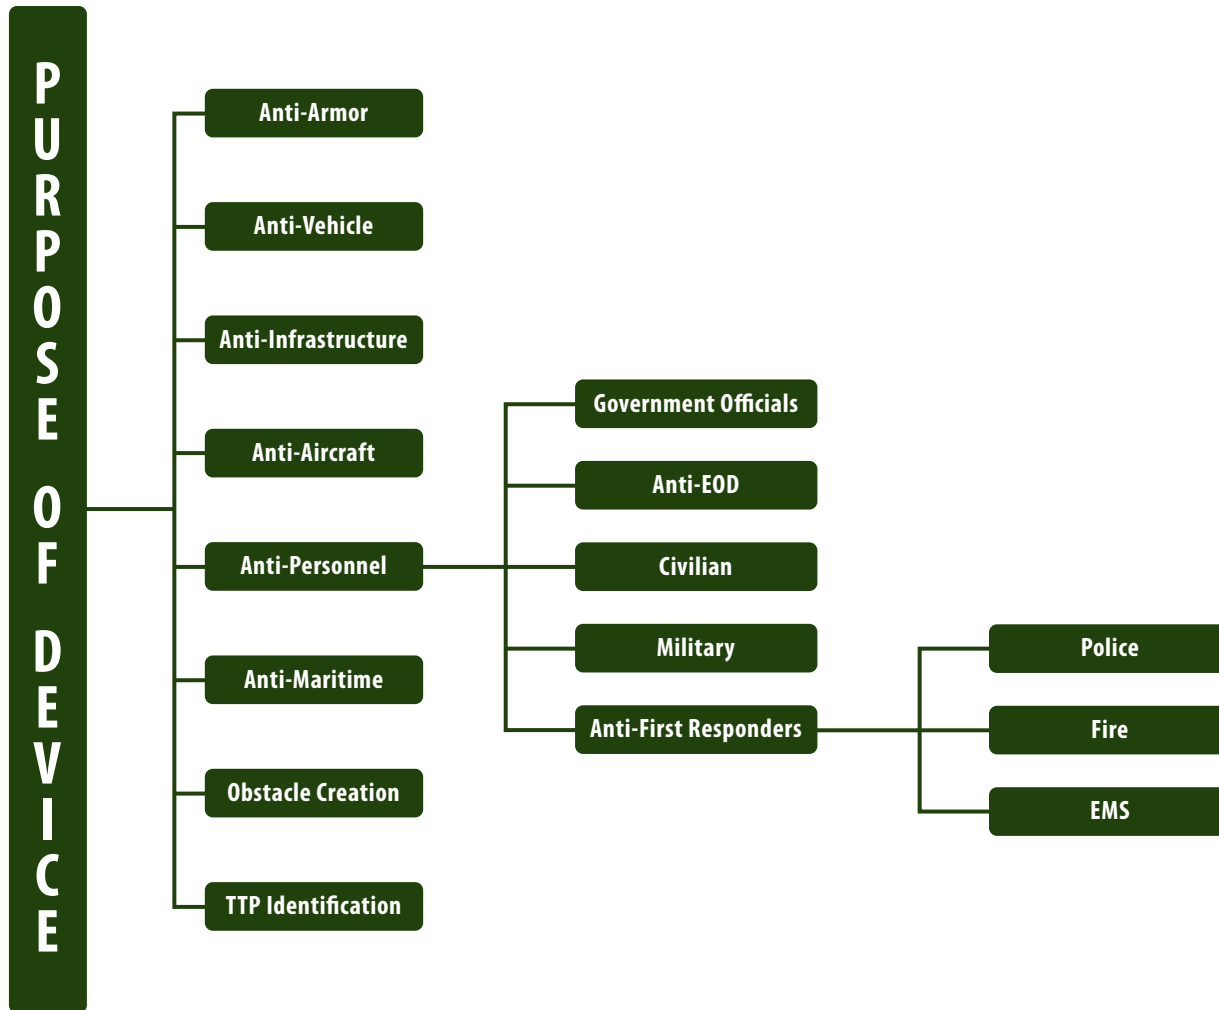 PURPOSE OF DEVICE
Anti-Armor
Anti-Vehicle
Anti-Infrastructure
Anti-Aircraft
Anti-Personnel
Anti-Maritime
Obstacle Creation
TTP Identification
Government Officials
Anti-EOD
Civilian
Military
Anti-First Responders
Police
Fire
EMS